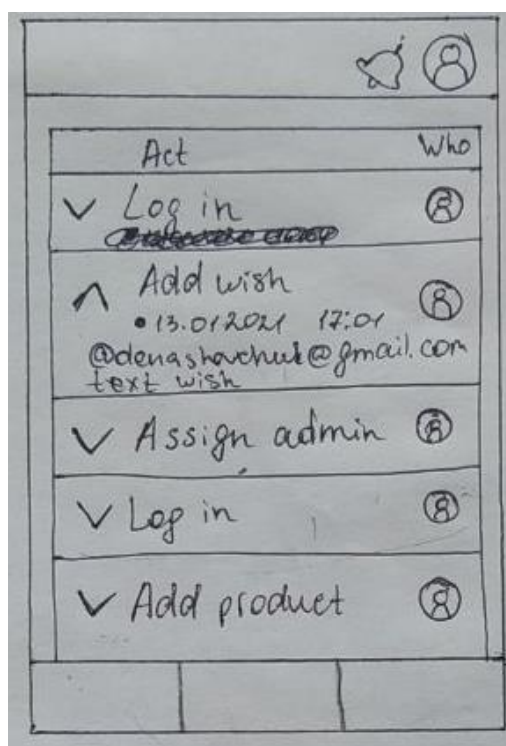 Act Who
Log in
Add wish
• 13.01.2021 17:01
@gmail.com
text wish
Assign admin
Log in
Add product